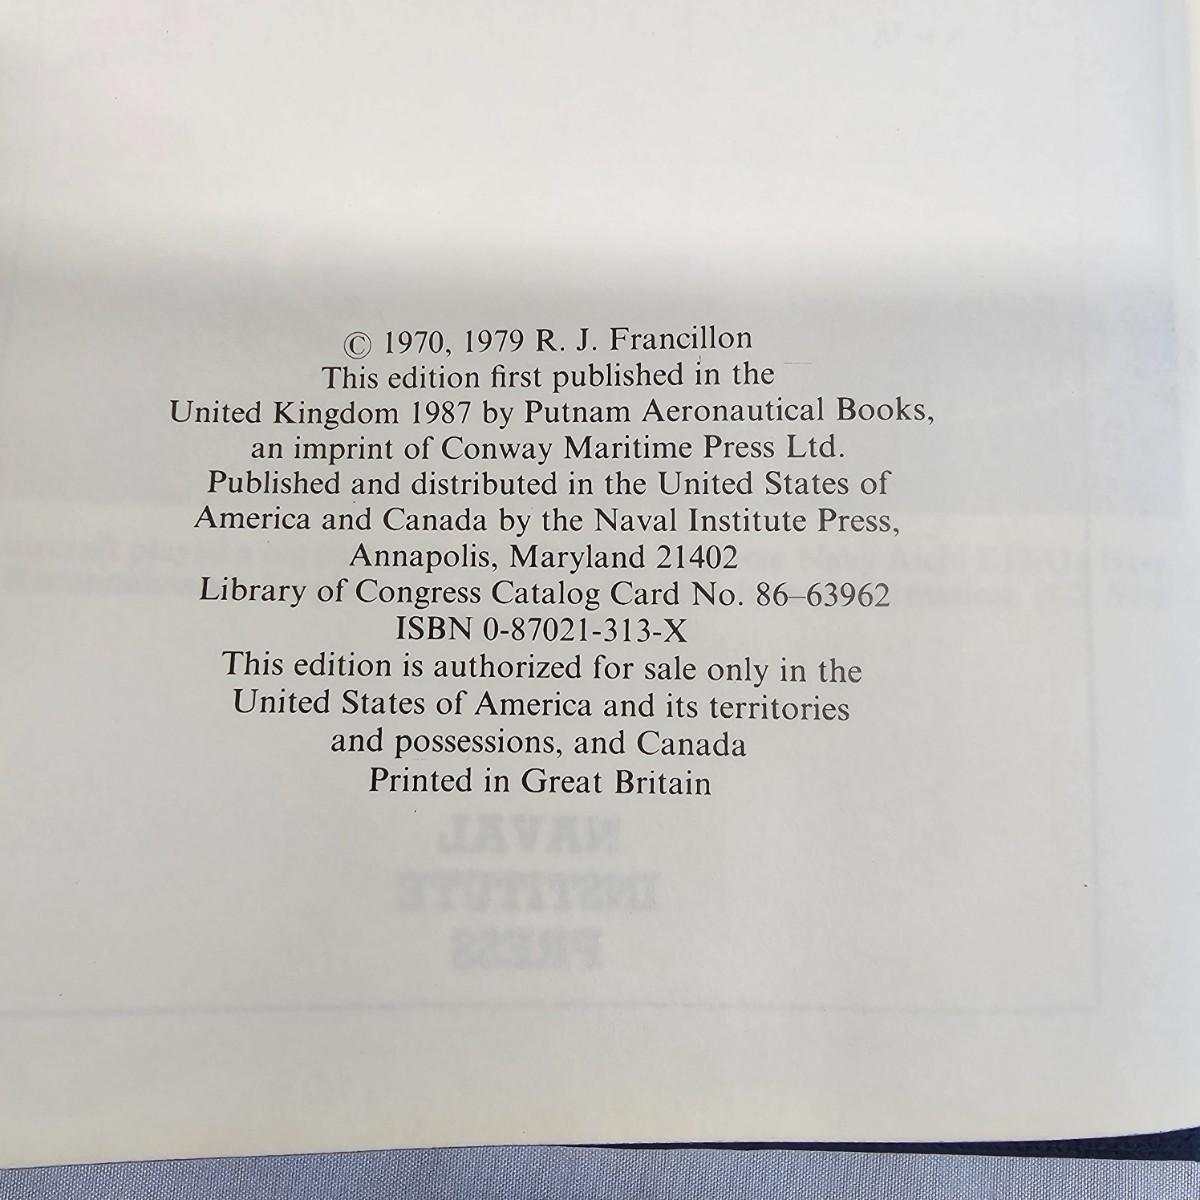 © 1970, 1979 R. J. Francillon
This edition first published in the
United Kingdom 1987 by Putnam Aeronautical Books,
an imprint of Conway Maritime Press Ltd.
Published and distributed in the United States of
America and Canada by the Naval Institute Press,
Annapolis, Maryland 21402
Library of Congress Catalog Card No. 86–63962
ISBN 0-87021-313-X
This edition is authorized for sale only in the
United States of America and its territories
and possessions, and Canada
Printed in Great Britain
NAVAL
INSTITUTE
PRESS